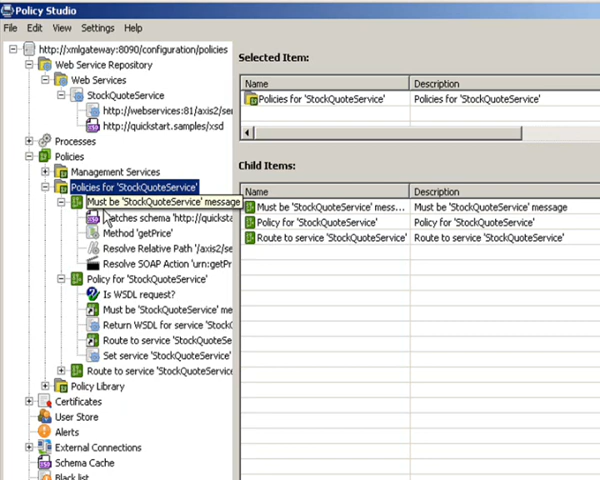 Policy Studio
File Edit View Settings Help
http://xmlgateway:8090/configuration/policies
Web Service Repository
Web Services
StockQuoteService
http://webservices:81/axis2/se
http://quickstart.samples/xsd
Processes
Policies
Management Services
Policies for 'StockQuoteService'
Must be 'StockQuoteService' message
atches schema 'http://quicksta
Method 'getPrice'
Resolve Relative Path '/axis2/se
Resolve SOAP Action 'urn:getPr
Policy for 'StockQuoteService'
Is WSDL request?
Must be 'StockQuoteService' me
Return WSDL for service 'StockQ
Route to service 'StockQuoteSe
Set service 'StockQuoteService'
Route to service 'StockQuoteService
Policy Library
Certificates
User Store
Alerts
External Connections
Schema Cache
Black list
Selected Item:
Name Description
Policies for 'StockQuoteService' Policies for 'StockQuoteService'
Child Items:
Name Description
Must be 'StockQuoteService' mess... Must be 'StockQuoteService' message
Policy for 'StockQuoteService' Policy for 'StockQuoteService'
Route to service 'StockQuoteService' Route to service 'StockQuoteService'